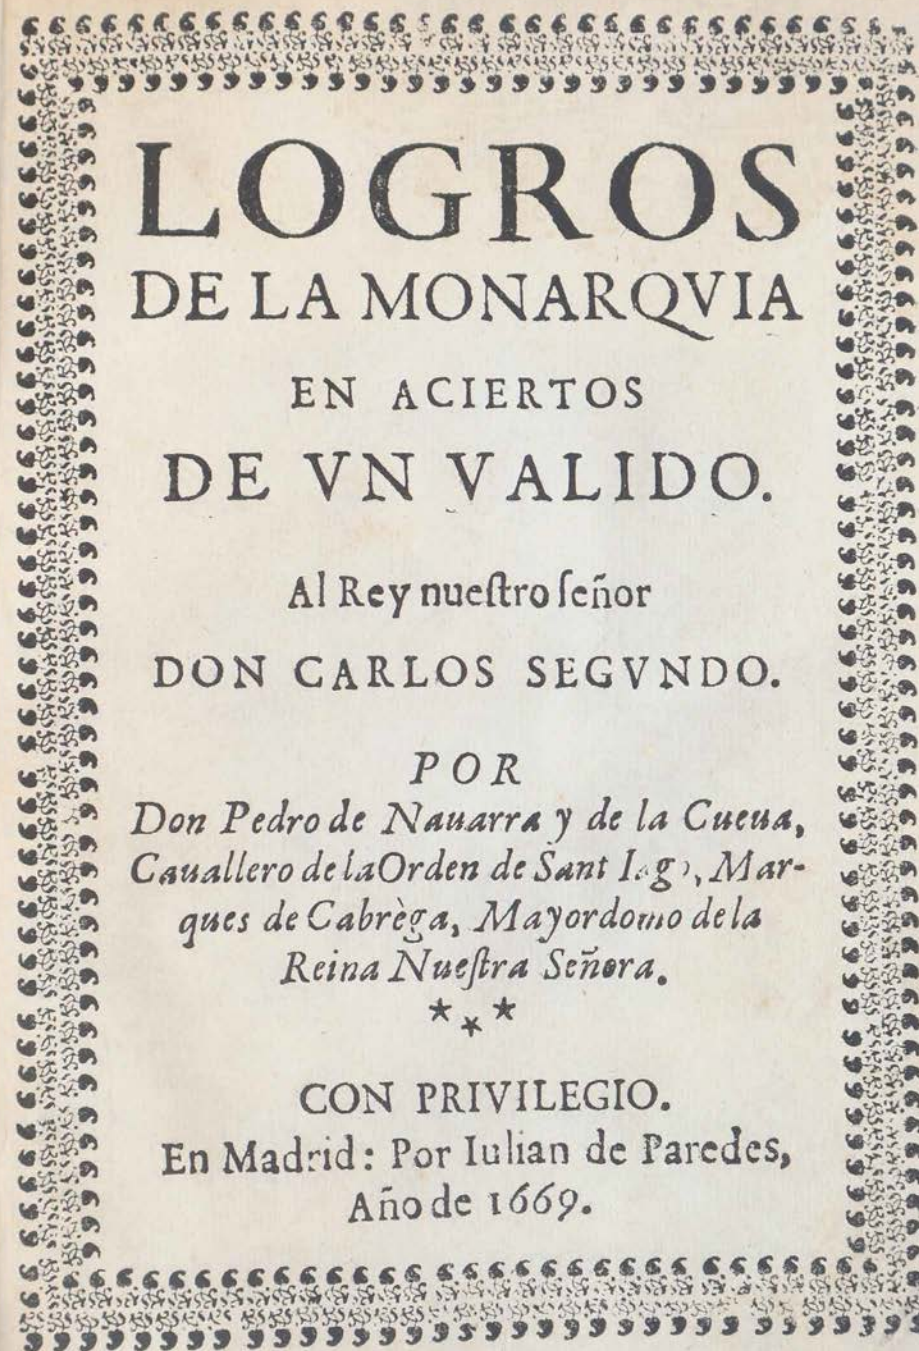 LOGROS
DE LA MONARQVIA
EN ACIERTOS
DE VN VALIDO.
Al Rey nueſtro ſeñor
DON CARLOS SEGVNDO.
POR
Don Pedro de Nauarra y de la Cueua,
Cauallero de la Orden de Sant , Mar-
ques de Cabrèga, Mayordomo de la
Reina Nueſtra Señora.
***
CON PRIVILEGIO.
En Madrid: Por Iulian de Paredes,
Año de 1669.